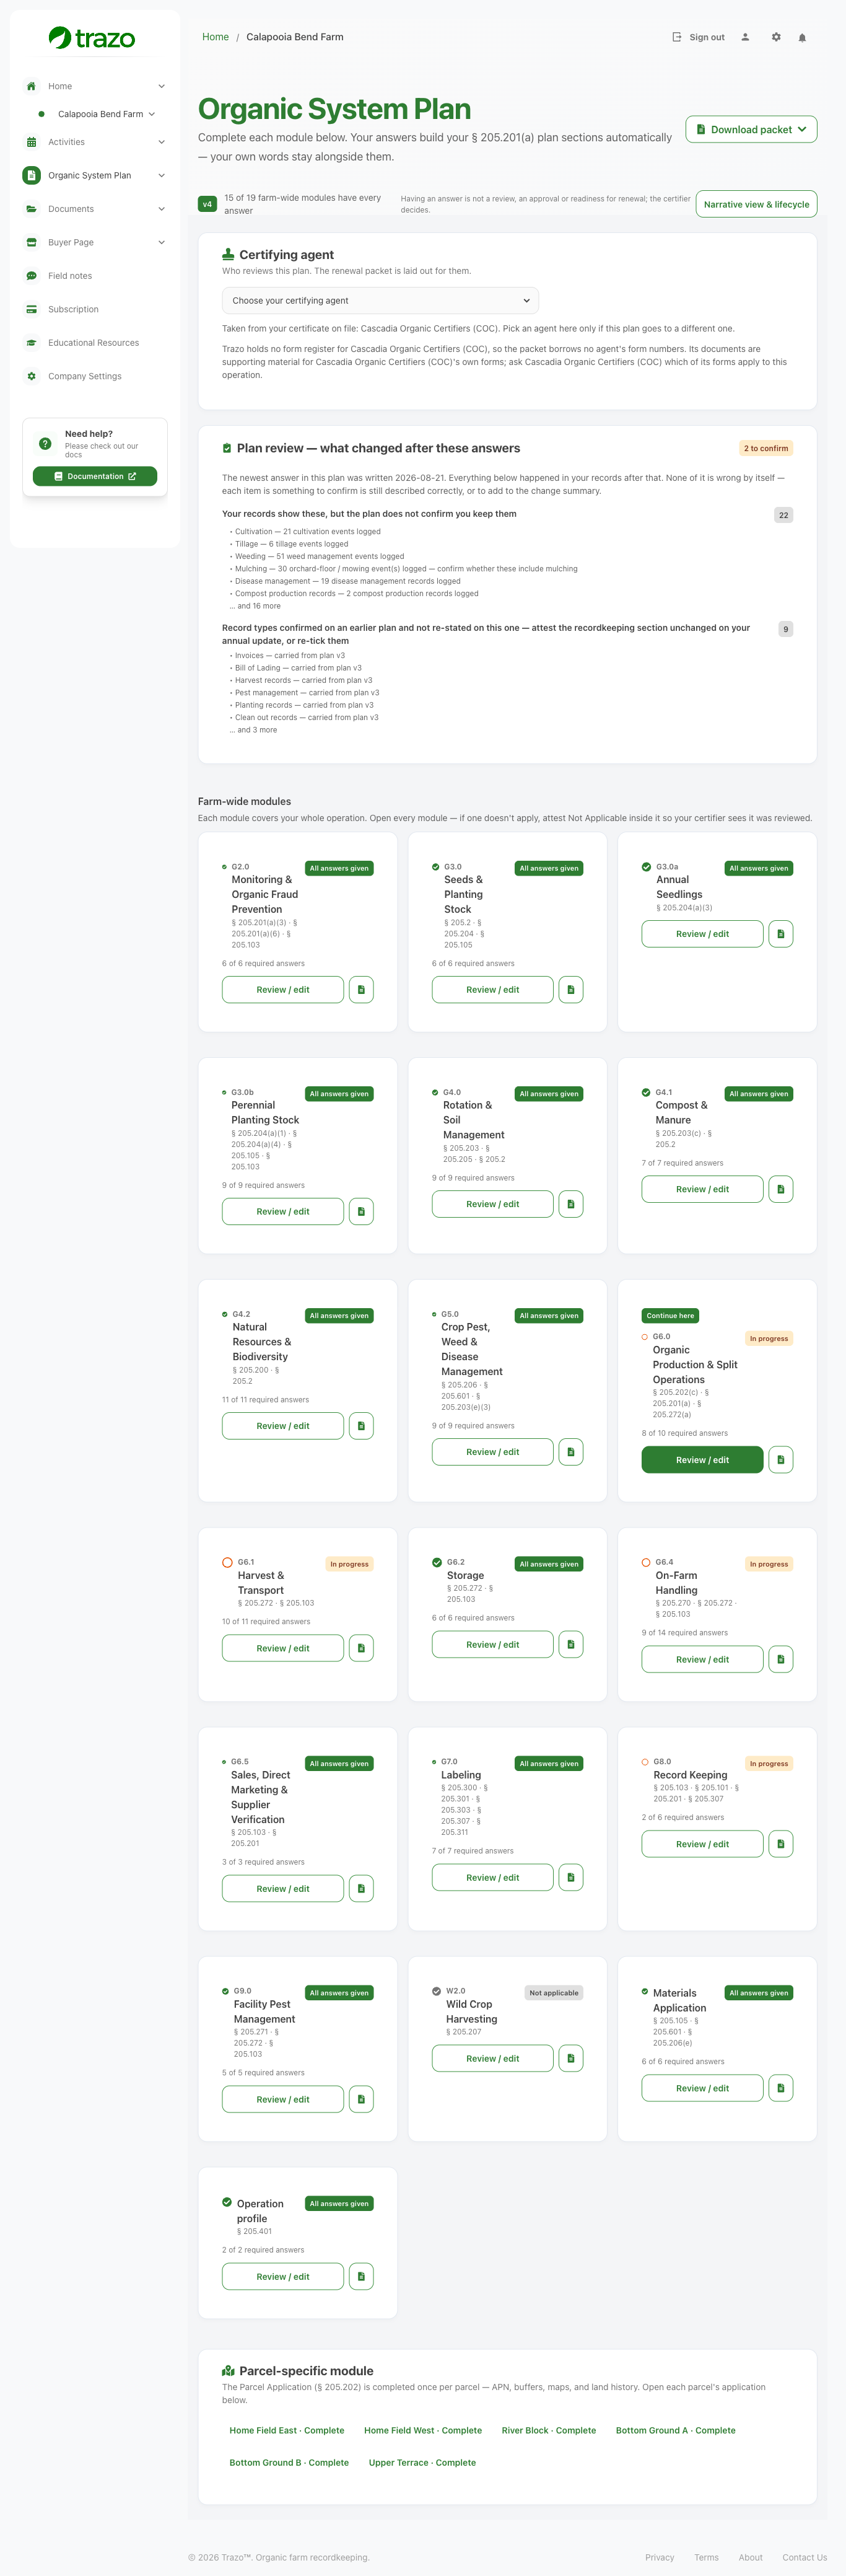 trazo
Home
Calapooia Bend Farm
Activities
Organic System Plan
Documents
Buyer Page
Field notes
Subscription
Educational Resources
Company Settings
Need help?
Please check out our
docs
Documentation
Home / Calapooia Bend Farm
Sign out
Organic System Plan
Complete each module below. Your answers build your § 205.201(a) plan sections automatically
— your own words stay alongside them.
Download packet
v4
15 of 19 farm-wide modules have every
answer
Having an answer is not a review, an approval or readiness for renewal; the certifier
decides.
Narrative view & lifecycle
Certifying agent
Who reviews this plan. The renewal packet is laid out for them.
Choose your certifying agent
Taken from your certificate on file: Cascadia Organic Certifiers (COC). Pick an agent here only if this plan goes to a different one.
Trazo holds no form register for Cascadia Organic Certifiers (COC), so the packet borrows no agent's form numbers. Its documents are
supporting material for Cascadia Organic Certifiers (COC)'s own forms; ask Cascadia Organic Certifiers (COC) which of its forms apply to this
operation.
Plan review — what changed after these answers
2 to confirm
The newest answer in this plan was written 2026-08-21. Everything below happened in your records after that. None of it is wrong by itself —
each item is something to confirm is still described correctly, or to add to the change summary.
Your records show these, but the plan does not confirm you keep them
22
• Cultivation — 21 cultivation events logged
• Tillage — 6 tillage events logged
• Weeding — 51 weed management events logged
• Mulching — 30 orchard-floor / mowing event(s) logged — confirm whether these include mulching
• Disease management — 19 disease management records logged
• Compost production records — 2 compost production records logged
... and 16 more
Record types confirmed on an earlier plan and not re-stated on this one — attest the recordkeeping section unchanged on your
annual update, or re-tick them
9
• Invoices — carried from plan v3
• Bill of Lading — carried from plan v3
• Harvest records — carried from plan v3
• Pest management — carried from plan v3
• Planting records — carried from plan v3
• Clean out records — carried from plan v3
... and 3 more
Farm-wide modules
Each module covers your whole operation. Open every module — if one doesn't apply, attest Not Applicable inside it so your certifier sees it was reviewed.
G2.0
All answers given
Monitoring &
Organic Fraud
Prevention
§ 205.201(a)(3) · §
205.201(a)(6) · §
205.103
6 of 6 required answers
Review / edit
G3.0
All answers given
Seeds &
Planting
Stock
§ 205.2 · §
205.204 · §
205.105
6 of 6 required answers
Review / edit
G3.0a
All answers given
Annual
Seedlings
§ 205.204(a)(3)
Review / edit
G3.0b
All answers given
Perennial
Planting Stock
§ 205.204(a)(1) · §
205.204(a)(4) · §
205.105 · §
205.103
9 of 9 required answers
Review / edit
G4.0
All answers given
Rotation &
Soil
Management
§ 205.203 · §
205.205 · § 205.2
9 of 9 required answers
Review / edit
G4.1
All answers given
Compost &
Manure
§ 205.203(c) · §
205.2
7 of 7 required answers
Review / edit
G4.2
All answers given
Natural
Resources &
Biodiversity
§ 205.200 · §
205.2
11 of 11 required answers
Review / edit
G5.0
All answers given
Crop Pest,
Weed &
Disease
Management
§ 205.206 · §
205.601 · §
205.203(e)(3)
9 of 9 required answers
Review / edit
Continue here
G6.0
In progress
Organic
Production & Split
Operations
§ 205.202(c) · §
205.201(a) · §
205.272(a)
8 of 10 required answers
Review / edit
G6.1
In progress
Harvest &
Transport
§ 205.272 · § 205.103
10 of 11 required answers
Review / edit
G6.2
All answers given
Storage
§ 205.272 · §
205.103
6 of 6 required answers
Review / edit
G6.4
In progress
On-Farm
Handling
§ 205.270 · § 205.272 ·
§ 205.103
9 of 14 required answers
Review / edit
G6.5
All answers given
Sales, Direct
Marketing &
Supplier
Verification
§ 205.103 · §
205.201
3 of 3 required answers
Review / edit
G7.0
All answers given
Labeling
§ 205.300 · §
205.301 · §
205.303 · §
205.307 · §
205.311
7 of 7 required answers
Review / edit
G8.0
In progress
Record Keeping
§ 205.103 · § 205.101 · §
205.201 · § 205.307
2 of 6 required answers
Review / edit
G9.0
All answers given
Facility Pest
Management
§ 205.271 · §
205.272 · §
205.103
5 of 5 required answers
Review / edit
W2.0
Not applicable
Wild Crop
Harvesting
§ 205.207
Review / edit
Materials
Application
All answers given
§ 205.105 · §
205.601 · §
205.206(e)
6 of 6 required answers
Review / edit
Operation
profile
All answers given
§ 205.401
2 of 2 required answers
Review / edit
Parcel-specific module
The Parcel Application (§ 205.202) is completed once per parcel — APN, buffers, maps, and land history. Open each parcel's application
below.
Home Field East · Complete
Home Field West · Complete
River Block · Complete
Bottom Ground A · Complete
Bottom Ground B · Complete
Upper Terrace · Complete
© 2026 Trazo™. Organic farm recordkeeping.
Privacy
Terms
About
Contact Us